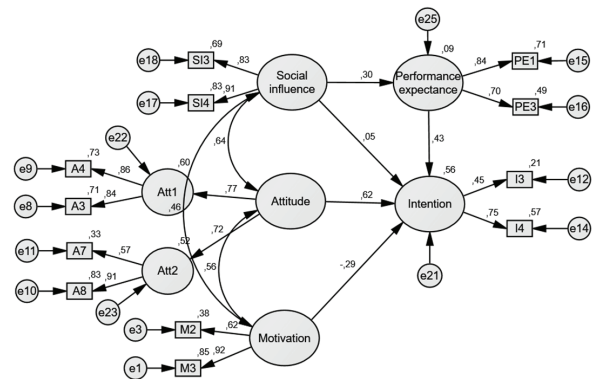 e25
,69
,09
,71
e18
SI3
,83
Social
influence
,30
Performance
expectance
,84
PE1
e15
,83
,91
e17
SI4
,70
,49
PE3
e16
e22
,64
,05
,43
,73
,60
,56
,21
e9
A4
,86
Att1
,77
Attitude
,62
Intention
,45
I3
e12
,71
,84
e8
A3
,46
,75
,57
I4
e14
,33
,72
e11
A7
,57
,52
Att2
,56
e21
,83
,91
e10
A8
-,29
e23
,38
e3
M2
,62
Motivation
,85
,92
e1
M3